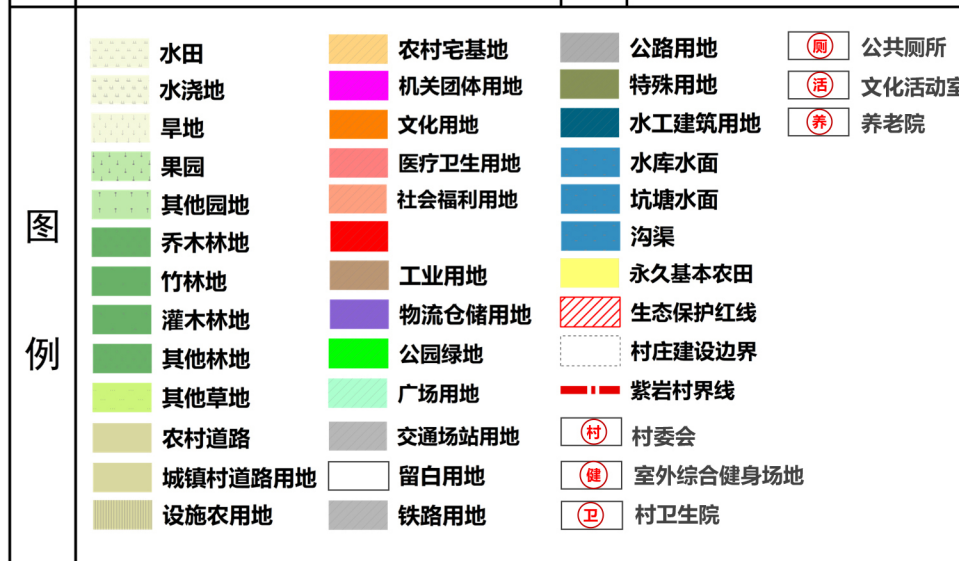 图
例
水田
水浇地
旱地
果园
其他园地
乔木林地
竹林地
灌木林地
其他林地
其他草地
农村道路
城镇村道路用地
设施农用地
农村宅基地
机关团体用地
文化用地
医疗卫生用地
社会福利用地
工业用地
物流仓储用地
公园绿地
广场用地
交通场站用地
留白用地
铁路用地
公路用地
特殊用地
水工建筑用地
水库水面
坑塘水面
沟渠
永久基本农田
生态保护红线
村庄建设边界
紫岩村界线
村 村委会
健 室外综合健身场地
卫 村卫生院
厕 公共厕所
活 文化活动室
养 养老院